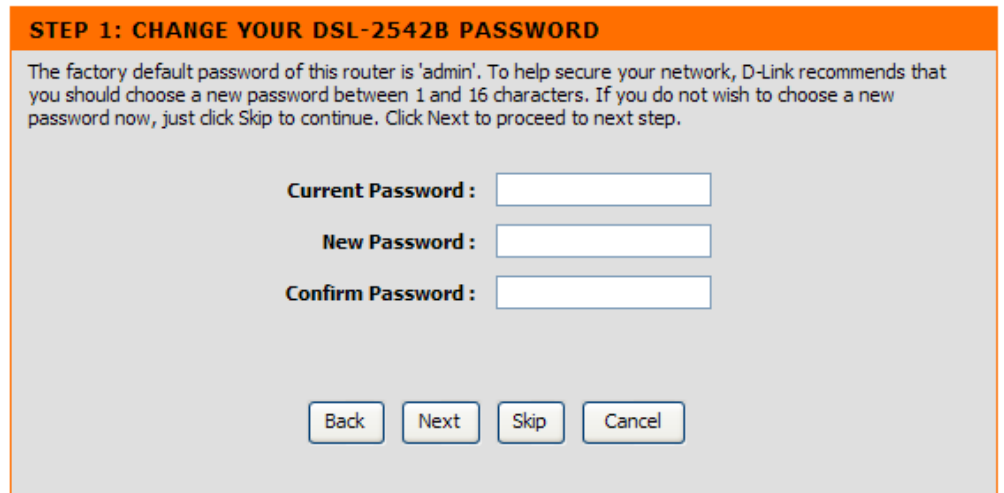 STEP 1: CHANGE YOUR DSL-2542B PASSWORD
The factory default password of this router is 'admin'. To help secure your network, D-Link recommends that
you should choose a new password between 1 and 16 characters. If you do not wish to choose a new
password now, just click Skip to continue. Click Next to proceed to next step.
Current Password :
New Password :
Confirm Password :
Back Next Skip Cancel